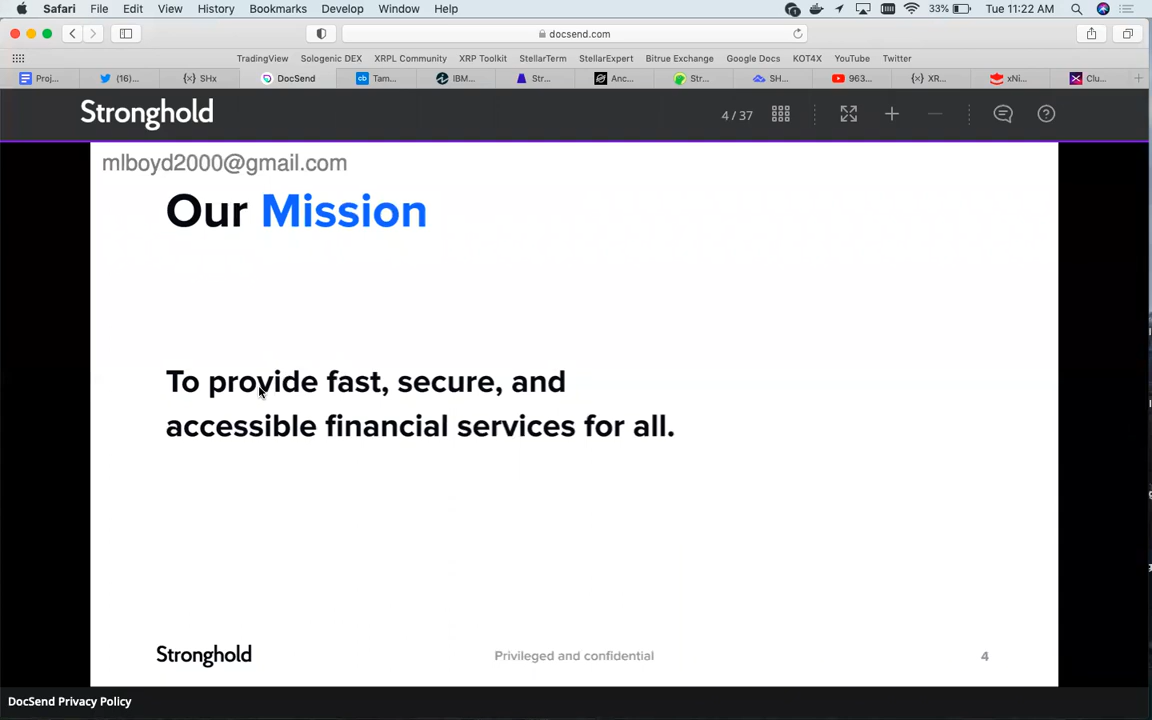 Safari File Edit View History Bookmarks Develop Window Help 33% Tue 11:22 AM
docsend.com
TradingView Sologenic DEX XRPL Community XRP Toolkit StellarTerm StellarExpert Bitrue Exchange Google Docs KOT4X YouTube Twitter
Proj... (16)... {x} SHx DocSend cb Tam... IBM... Str... Anc... Str... SH... 963... {x} XR... xNi... Clu...
Stronghold 4 / 37
mlboyd2000@gmail.com
Our Mission
To provide fast, secure, and
accessible financial services for all.
Stronghold Privileged and confidential 4
DocSend Privacy Policy